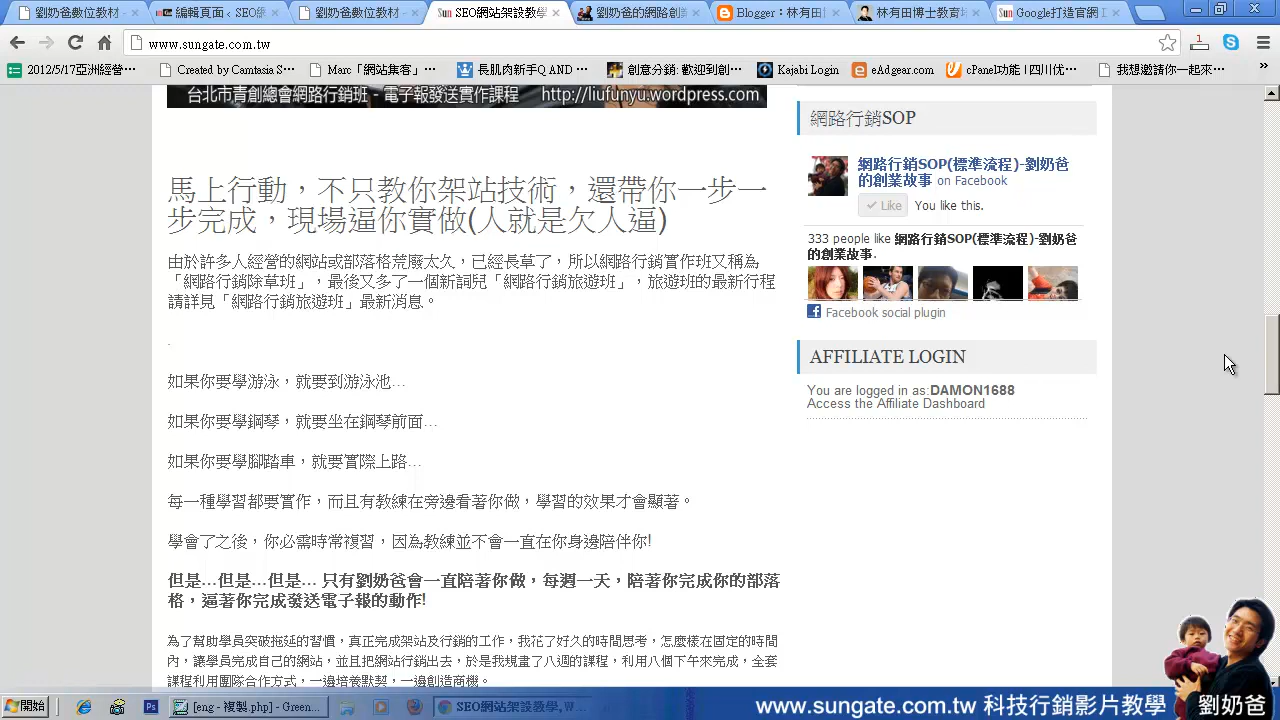 劉奶爸數位教材 -
編輯頁面 ‹ SEO網
劉奶爸數位教材 -
Sun SEO網站架設教學
劉奶爸的網路創業
Blogger：林有田
林有田博士教育培
Sun Google打造官網
www.sungate.com.tw
2012/5/17亞洲經營…
Created by Camtasia S…
Mapo「網站集客…
長肌肉新手Q AND …
創意分銷: 歡迎到創…
Kajabi Login
eAdgear.com
cPanel功能 | 四川优…
我想邀請你一起來…
»
台北市青創總會網路行銷班 - 電子報發送實作課程 http://liufunyu.wordpress.com
馬上行動，不只教你架站技術，還帶你一步一
步完成，現場逼你實做(人就是欠人逼)
由於許多人經營的網站或部落格荒廢太久，已經長草了，所以網路行銷實作班又稱為
「網路行銷除草班」，最後又多了一個新詞兒「網路行銷旅遊班」，旅遊班的最新行程
請詳見「網路行銷旅遊班」最新消息。
.
如果你要學游泳，就要到游泳池…
如果你要學鋼琴，就要坐在鋼琴前面…
如果你要學腳踏車，就要實際上路…
每一種學習都要實作，而且有教練在旁邊看著你做，學習的效果才會顯著。
學會了之後，你必需時常複習，因為教練並不會一直在你身邊陪伴你!
但是…但是…但是… 只有劉奶爸會一直陪著你做，每週一天，陪著你完成你的部落
格，逼著你完成發送電子報的動作!
為了幫助學員突破拖延的習慣，真正完成架站及行銷的工作，我花了好久的時間思考，怎麼樣在固定的時間
內，讓學員完成自己的網站，並且把網站行銷出去，於是我規畫了八週的課程，利用八個下午來完成，全套
課程利用團隊合作方式，一邊培養默契，一邊創造商機。
網路行銷SOP
網路行銷SOP(標準流程)-劉奶爸
的創業故事 on Facebook
Like You like this.
333 people like 網路行銷SOP(標準流程)-劉奶爸
的創業故事.
Facebook social plugin
AFFILIATE LOGIN
You are logged in as:DAMON1688
Access the Affiliate Dashboard
開始
[eng - 複製.php] - Green...
SEO網站架設教學,W...
www.sungate.com.tw 科技行銷影片教學
劉奶爸